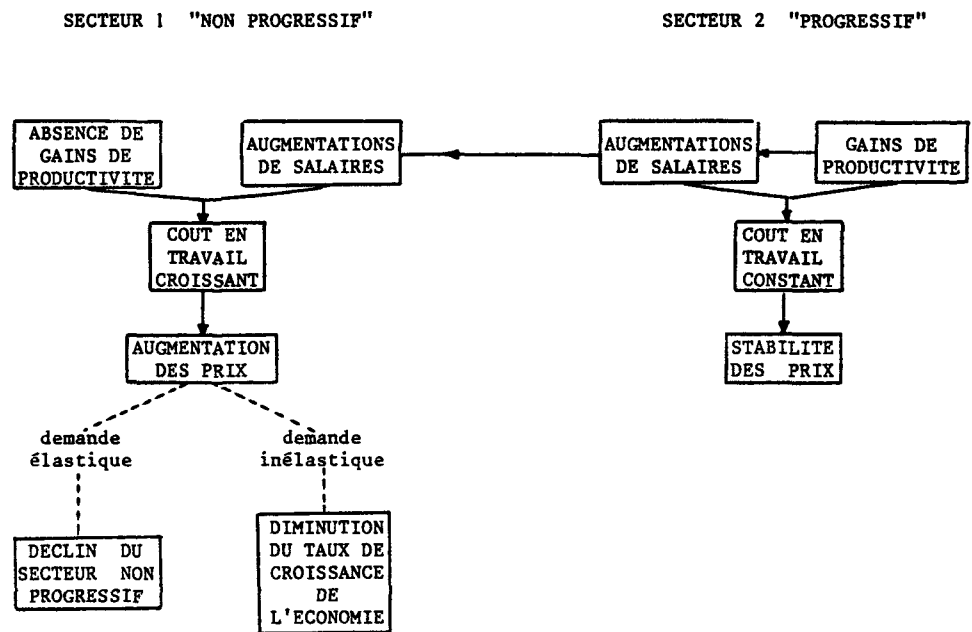 SECTEUR 1 "NON PROGRESSIF"
SECTEUR 2 "PROGRESSIF"
ABSENCE DE
GAINS DE
PRODUCTIVITE
AUGMENTATIONS
DE SALAIRES
AUGMENTATIONS
DE SALAIRES
GAINS DE
PRODUCTIVITE
COUT EN
TRAVAIL
CROISSANT
COUT EN
TRAVAIL
CONSTANT
AUGMENTATION
DES PRIX
STABILITE
DES PRIX
demande
élastique
demande
inélastique
DECLIN DU
SECTEUR NON
PROGRESSIF
DIMINUTION
DU TAUX DE
CROISSANCE
DE
L'ECONOMIE